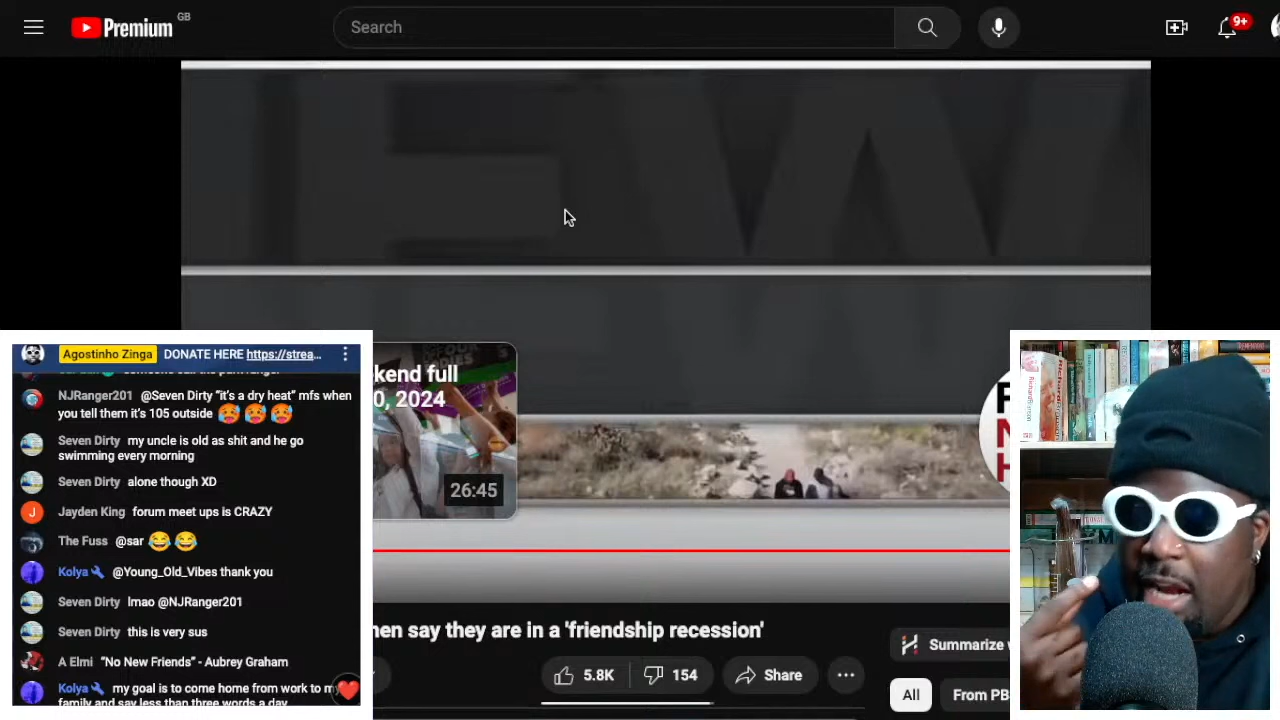 Premium GB
Search
9+
EW
kend full
0, 2024
26:45
Agostinho Zinga DONATE HERE https://strea...
NJRanger201 @Seven Dirty “it’s a dry heat” mfs when
you tell them it’s 105 outside
Seven Dirty my uncle is old as shit and he go
swimming every morning
Seven Dirty alone though XD
Jayden King forum meet ups is CRAZY
The Fuss @sar
Kolya @Young_Old_Vibes thank you
Seven Dirty lmao @NJRanger201
Seven Dirty this is very sus
A Elmi “No New Friends” - Aubrey Graham
Kolya my goal is to come home from work to m
family and say less than three words a day
men say they are in a 'friendship recession'
5.8K
154
Share
Summarize
All
From PB